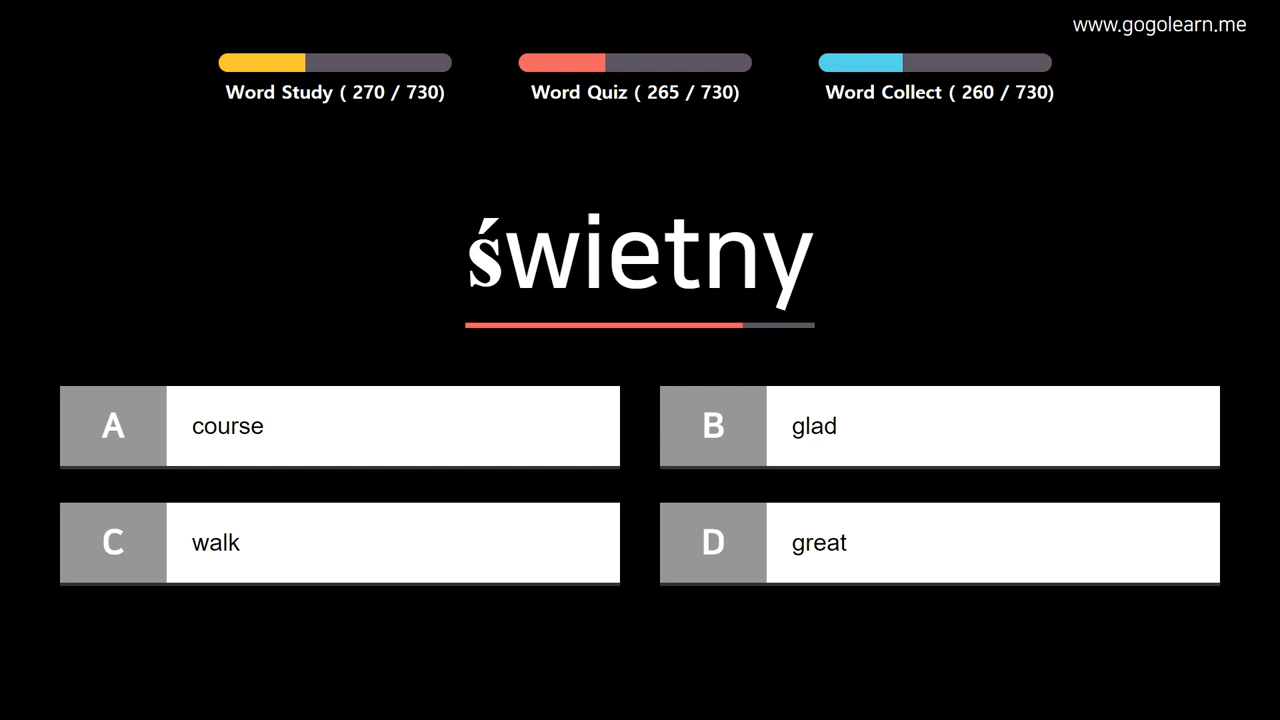 www.gogolearn.me
Word Study ( 270 / 730)
Word Quiz ( 265 / 730)
Word Collect ( 260 / 730)
świetny
A course
B glad
C walk
D great